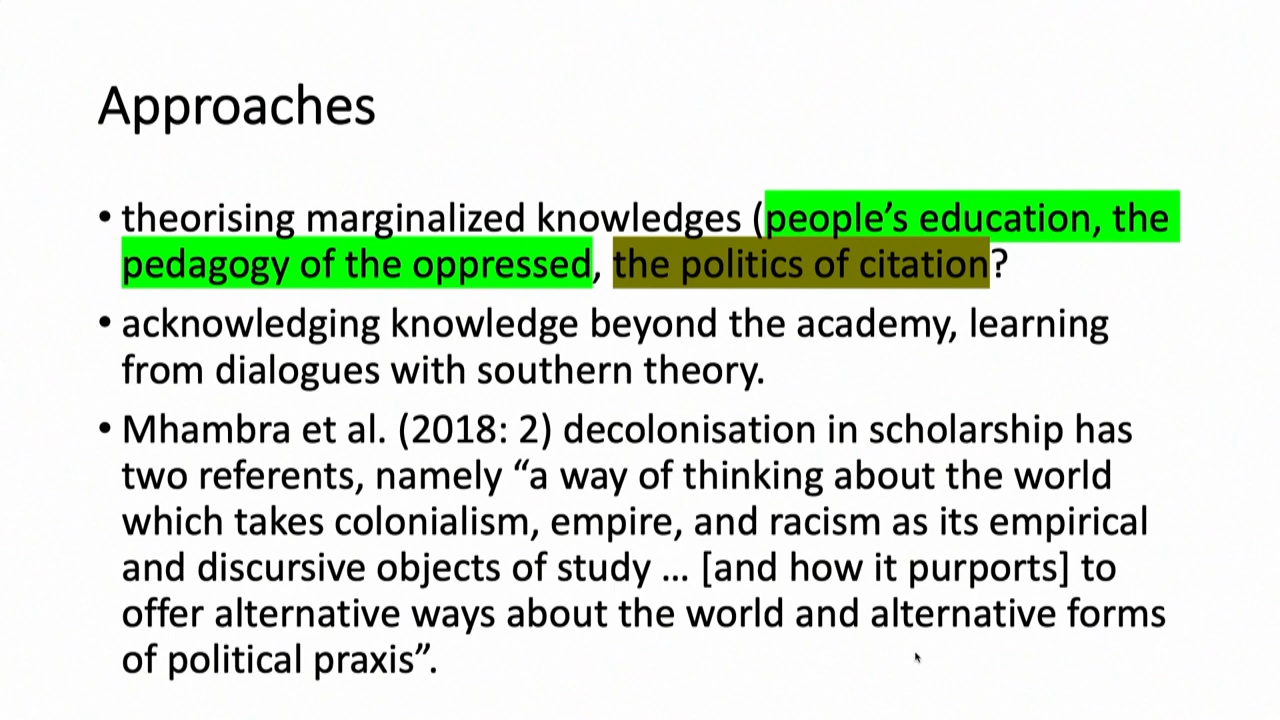 Approaches
• theorising marginalized knowledges (people’s education, the
pedagogy of the oppressed, the politics of citation?
• acknowledging knowledge beyond the academy, learning
from dialogues with southern theory.
• Mhambra et al. (2018: 2) decolonisation in scholarship has
two referents, namely “a way of thinking about the world
which takes colonialism, empire, and racism as its empirical
and discursive objects of study … [and how it purports] to
offer alternative ways about the world and alternative forms
of political praxis”.